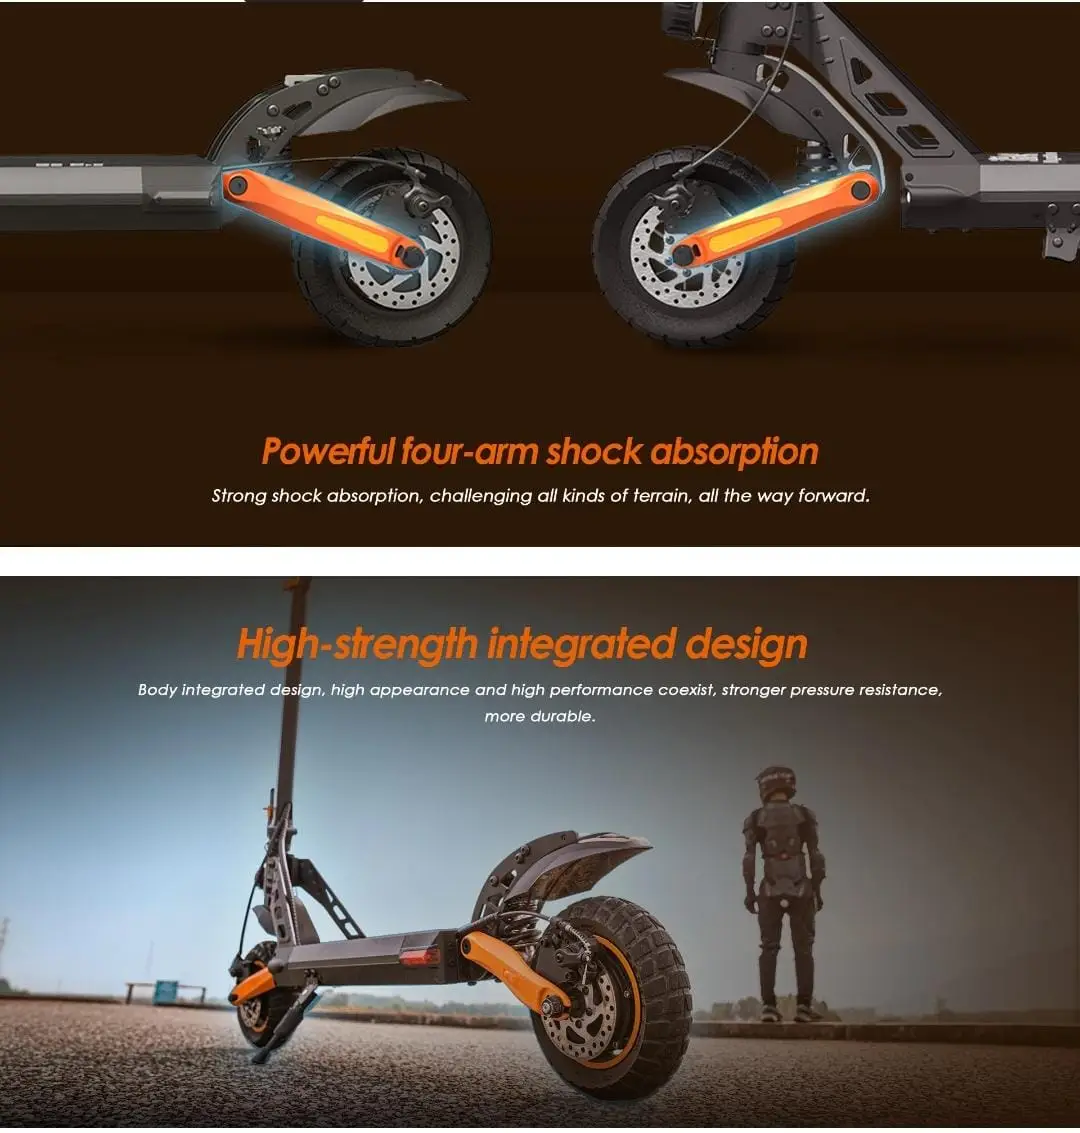 Powerful four-arm shock absorption
Strong shock absorption, challenging all kinds of terrain, all the way forward.
High-strength integrated design
Body integrated design, high appearance and high performance coexist, stronger pressure resistance,
more durable.